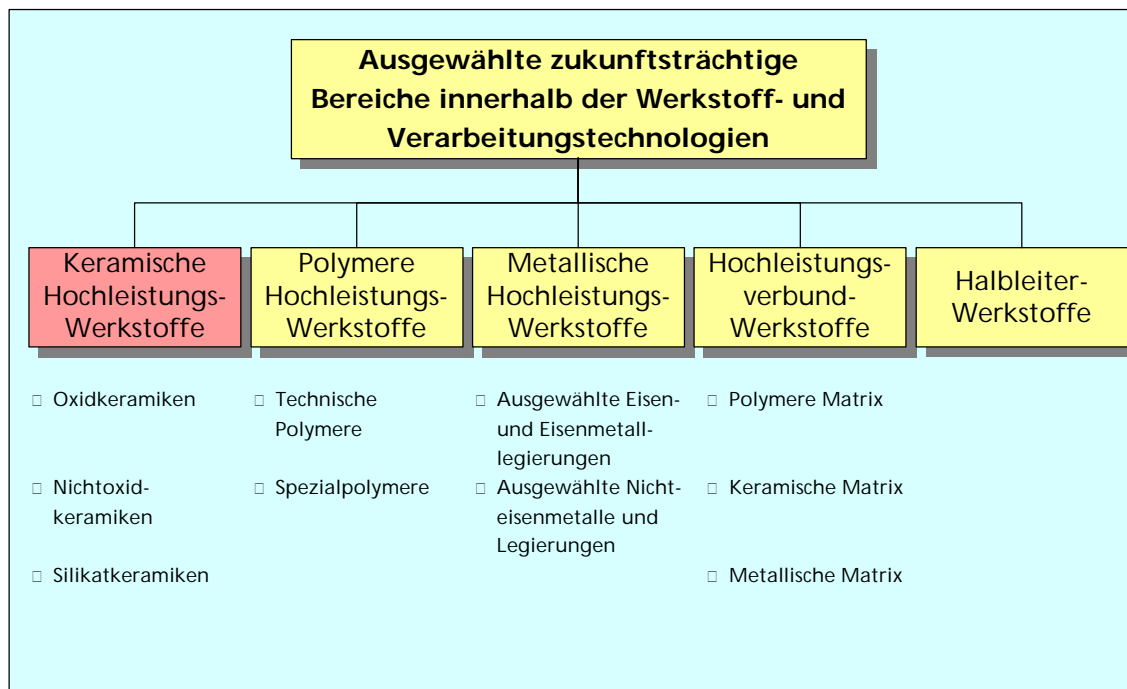 Ausgewählte zukunftsträchtige
Bereiche innerhalb der Werkstoff- und
Verarbeitungstechnologien
Keramische
Hochleistungs-
Werkstoffe
Polymere
Hochleistungs-
Werkstoffe
Metallische
Hochleistungs-
Werkstoffe
Hochleistungs-
verbund-
Werkstoffe
Halbleiter-
Werkstoffe
Oxidkeramiken
Nichtoxid-
keramiken
Silikatkeramiken
Technische
Polymere
Spezialpolymere
Ausgewählte Eisen-
und Eisenmetall-
legierungen
Ausgewählte Nicht-
eisenmetalle und
Legierungen
Polymere Matrix
Keramische Matrix
Metallische Matrix